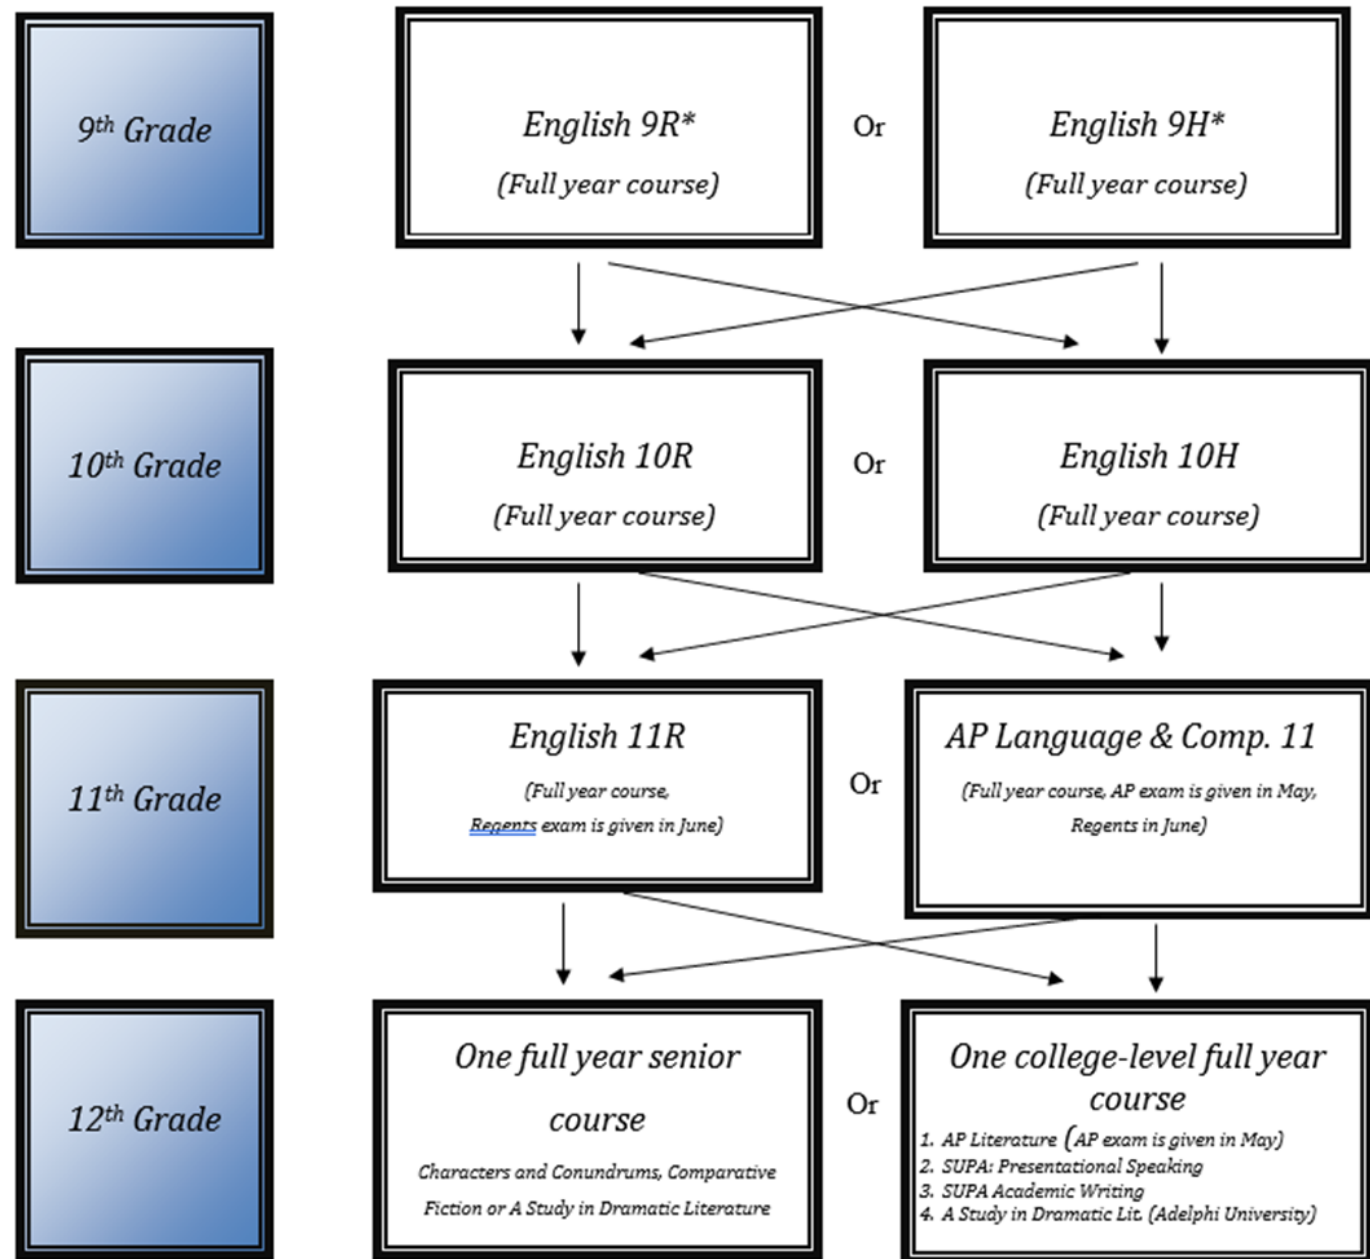 9th Grade
English 9R*
(Full year course)
Or
English 9H*
(Full year course)
10th Grade
English 10R
(Full year course)
Or
English 10H
(Full year course)
11th Grade
English 11R
(Full year course,
Regents exam is given in June)
Or
AP Language & Comp. 11
(Full year course, AP exam is given in May,
Regents in June)
12th Grade
One full year senior
course
Characters and Conundrums, Comparative
Fiction or A Study in Dramatic Literature
Or
One college-level full year
course
1. AP Literature (AP exam is given in May)
2. SUPA: Presentational Speaking
3. SUPA Academic Writing
4. A Study in Dramatic Lit. (Adelphi University)